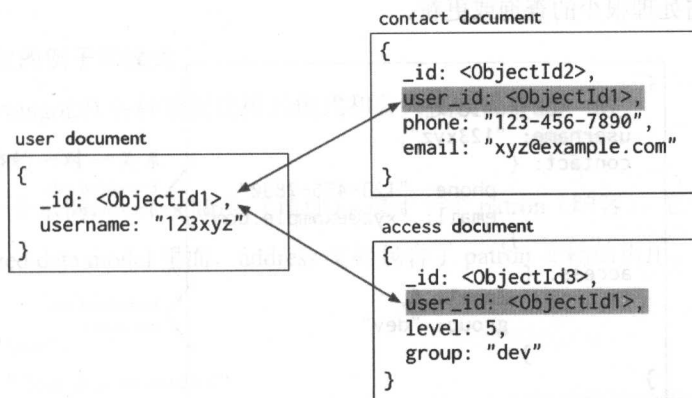 contact document
{
_id: <ObjectId2>,
user_id: <ObjectId1>,
phone: "123-456-7890",
email: "xyz@example.com"
}
user document
{
_id: <ObjectId1>,
username: "123xyz"
}
access document
{
_id: <ObjectId3>,
user_id: <ObjectId1>,
level: 5,
group: "dev"
}